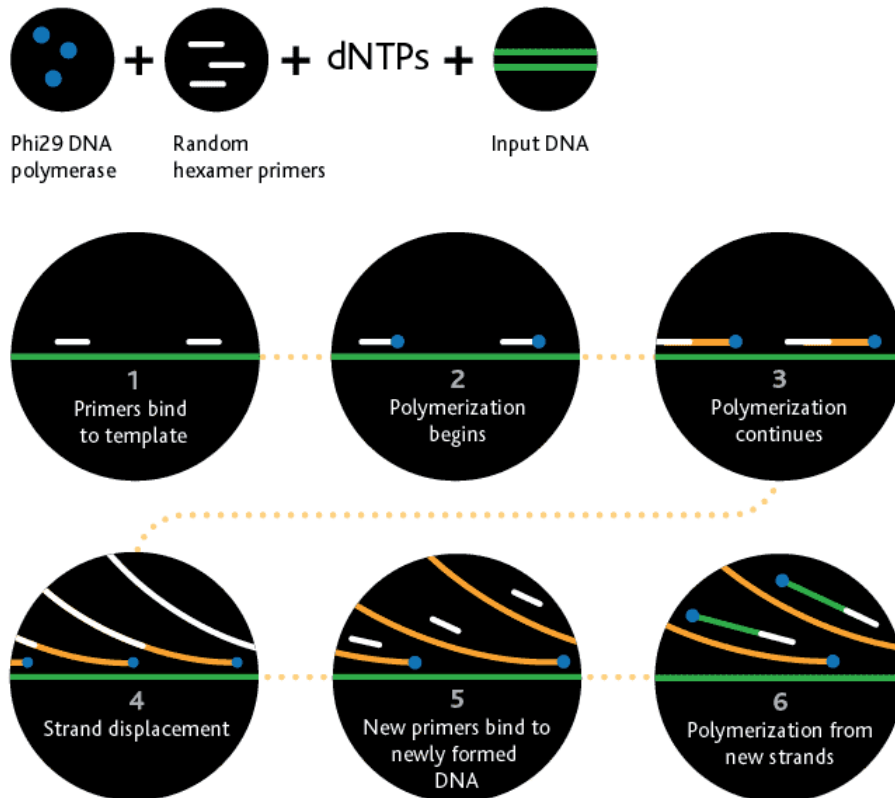 + + dNTPs +
Phi29 DNA
polymerase
Random
hexamer primers
Input DNA
1
Primers bind
to template
2
Polymerization
begins
3
Polymerization
continues
4
Strand displacement
5
New primers bind to
newly formed
DNA
6
Polymerization from
new strands